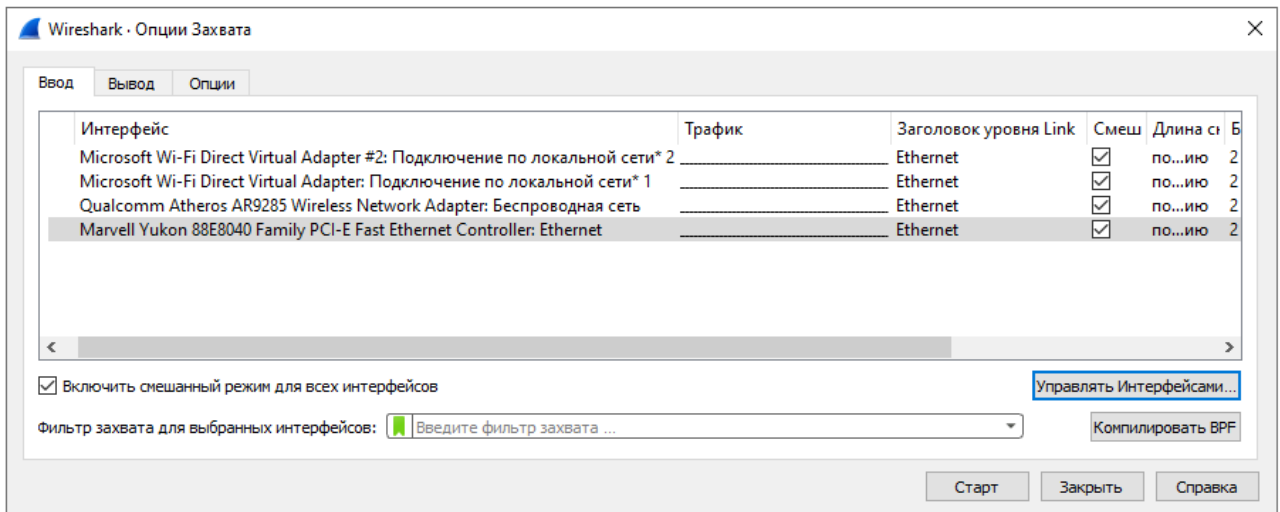 Wireshark · Опции Захвата
Ввод Вывод Опции
Интерфейс Трафик Заголовок уровня Link Смеш Длина сн Б
Microsoft Wi-Fi Direct Virtual Adapter #2: Подключение по локальной сети* 2 Ethernet по...ию 2
Microsoft Wi-Fi Direct Virtual Adapter: Подключение по локальной сети* 1 Ethernet по...ию 2
Qualcomm Atheros AR9285 Wireless Network Adapter: Беспроводная сеть Ethernet по...ию 2
Marvell Yukon 88E8040 Family PCI-E Fast Ethernet Controller: Ethernet Ethernet по...ию 2
Включить смешанный режим для всех интерфейсов Управлять Интерфейсами...
Фильтр захвата для выбранных интерфейсов: Введите фильтр захвата ... Компилировать BPF
Старт Закрыть Справка